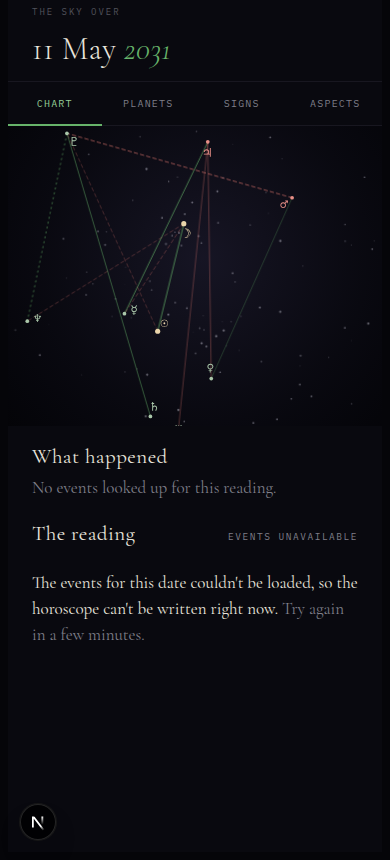 THE SKY OVER
11 May 2031
CHART PLANETS SIGNS ASPECTS
♇
♃
♂
☽
♆
☿
☉
♀
♄
What happened
No events looked up for this reading.
The reading
EVENTS UNAVAILABLE
The events for this date couldn't be loaded, so the
horoscope can't be written right now. Try again
in a few minutes.
N